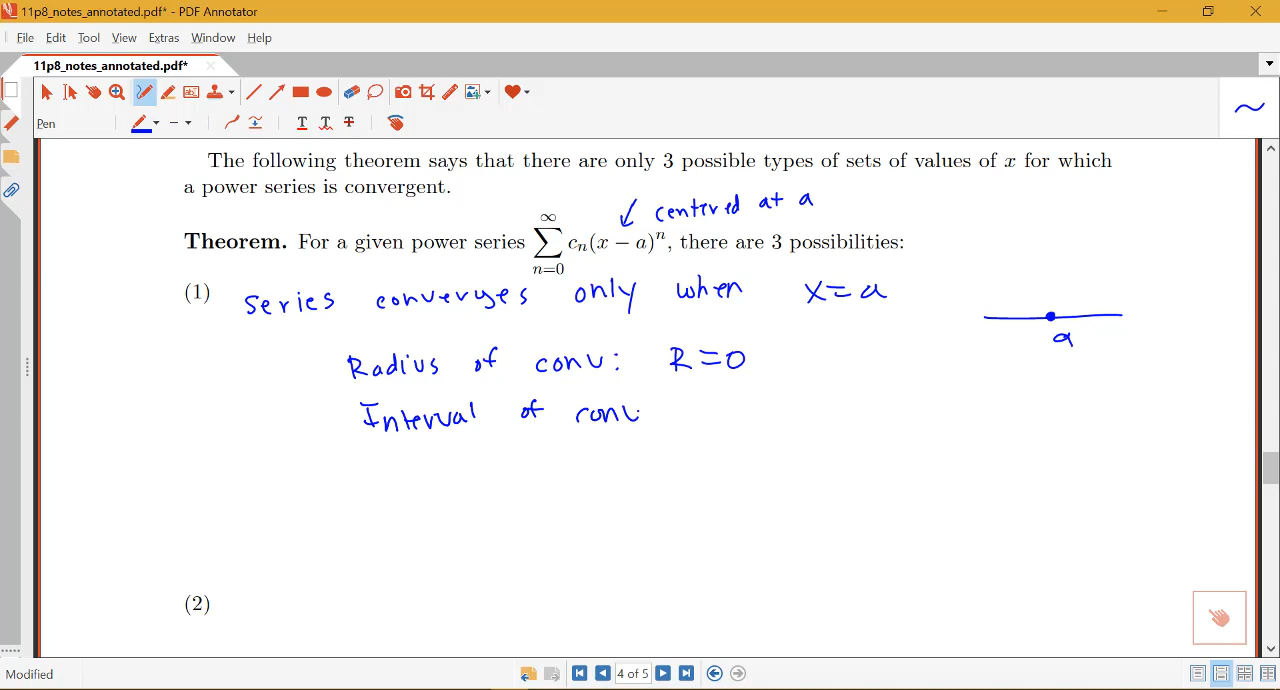 11p8_notes_annotated.pdf* - PDF Annotator
File Edit Tool View Extras Window Help
11p8_notes_annotated.pdf*
Pen
The following theorem says that there are only 3 possible types of sets of values of x for which
a power series is convergent.
centered at a
Theorem. For a given power series ∑_{n=0}^{∞} cₙ(x − a)ⁿ, there are 3 possibilities:
(1) Series converges only when x=a
a
Radius of conv: R=0
Interval of conv
(2)
Modified 4 of 5